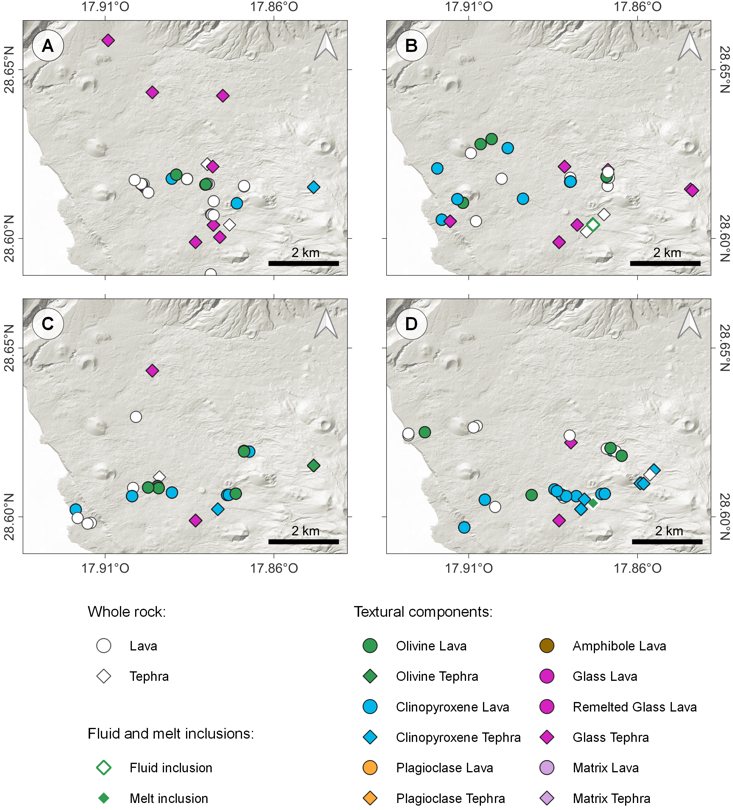 17.91°O 17.86°O 17.91°O 17.86°O
A B
28.65°N 28.65°N
28.60°N 28.60°N
2 km 2 km
C D
28.65°N 28.65°N
28.60°N 28.60°N
2 km 2 km
17.91°O 17.86°O 17.91°O 17.86°O
Whole rock: Textural components:
Lava Olivine Lava Amphibole Lava
Tephra Olivine Tephra Glass Lava
Clinopyroxene Lava Remelted Glass Lava
Fluid and melt inclusions: Clinopyroxene Tephra Glass Tephra
Fluid inclusion Plagioclase Lava Matrix Lava
Melt inclusion Plagioclase Tephra Matrix Tephra